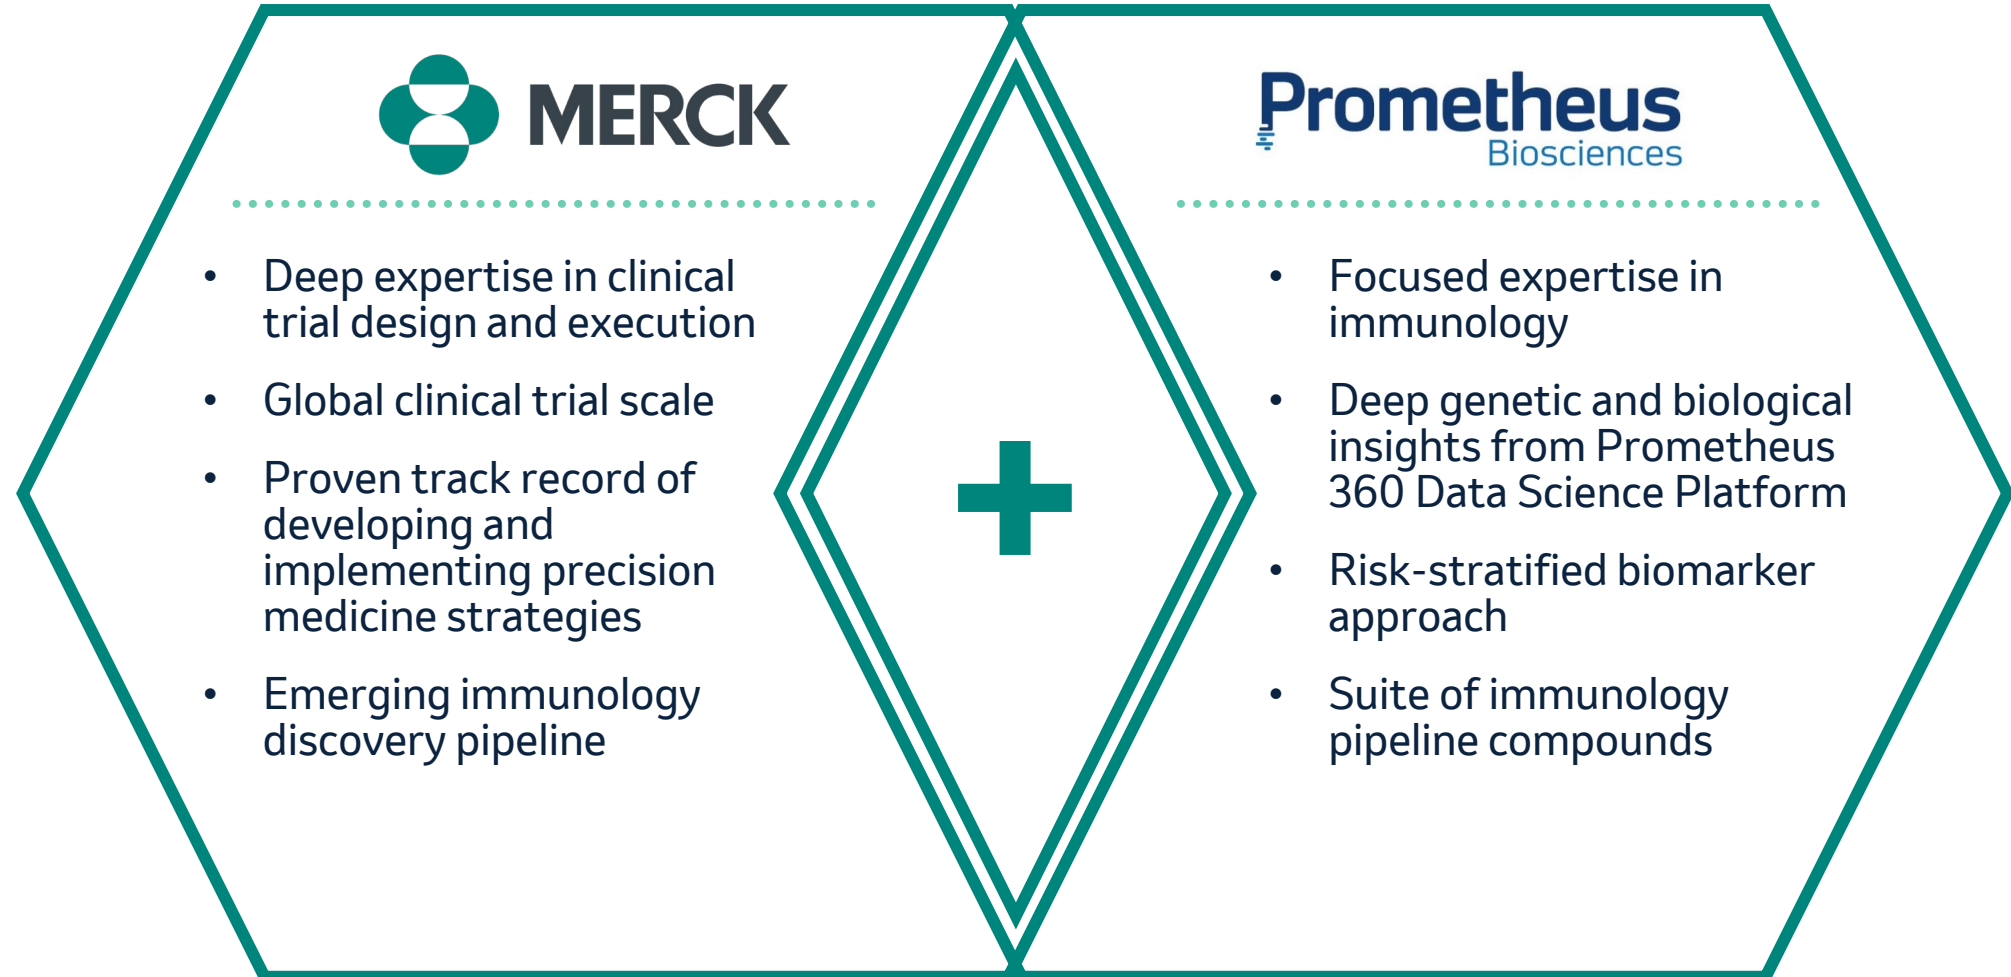 MERCK
• Deep expertise in clinical
trial design and execution
• Global clinical trial scale
• Proven track record of
developing and
implementing precision
medicine strategies
• Emerging immunology
discovery pipeline
Prometheus
Biosciences
• Focused expertise in
immunology
• Deep genetic and biological
insights from Prometheus
360 Data Science Platform
• Risk-stratified biomarker
approach
• Suite of immunology
pipeline compounds